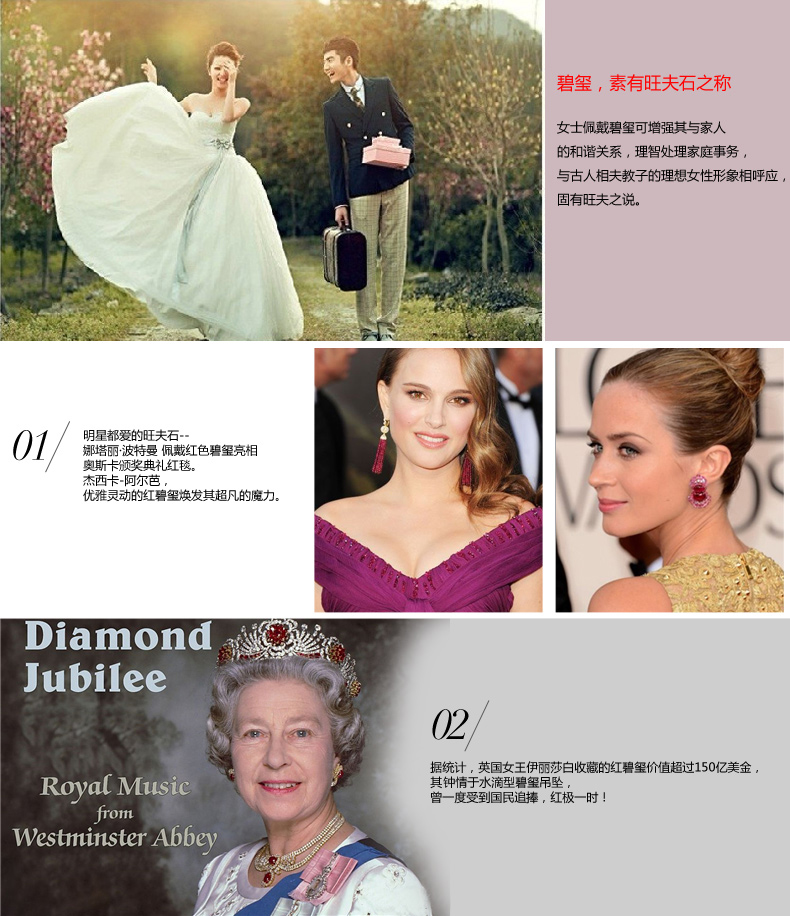 碧玺，素有旺夫石之称
女士佩戴碧玺可增强其与家人
的和谐关系，理智处理家庭事务，
与古人相夫教子的理想女性形象相呼应，
固有旺夫之说。
01
明星都爱的旺夫石--
娜塔丽·波特曼 佩戴红色碧玺亮相
奥斯卡颁奖典礼红毯。
杰西卡-阿尔芭，
优雅灵动的红碧玺焕发其超凡的魔力。
Diamond
Jubilee
Royal Music
from
Westminster Abbey
02
据统计，英国女王伊丽莎白收藏的红碧玺价值超过150亿美金，
其钟情于水滴型碧玺吊坠，
曾一度受到国民追捧，红极一时！